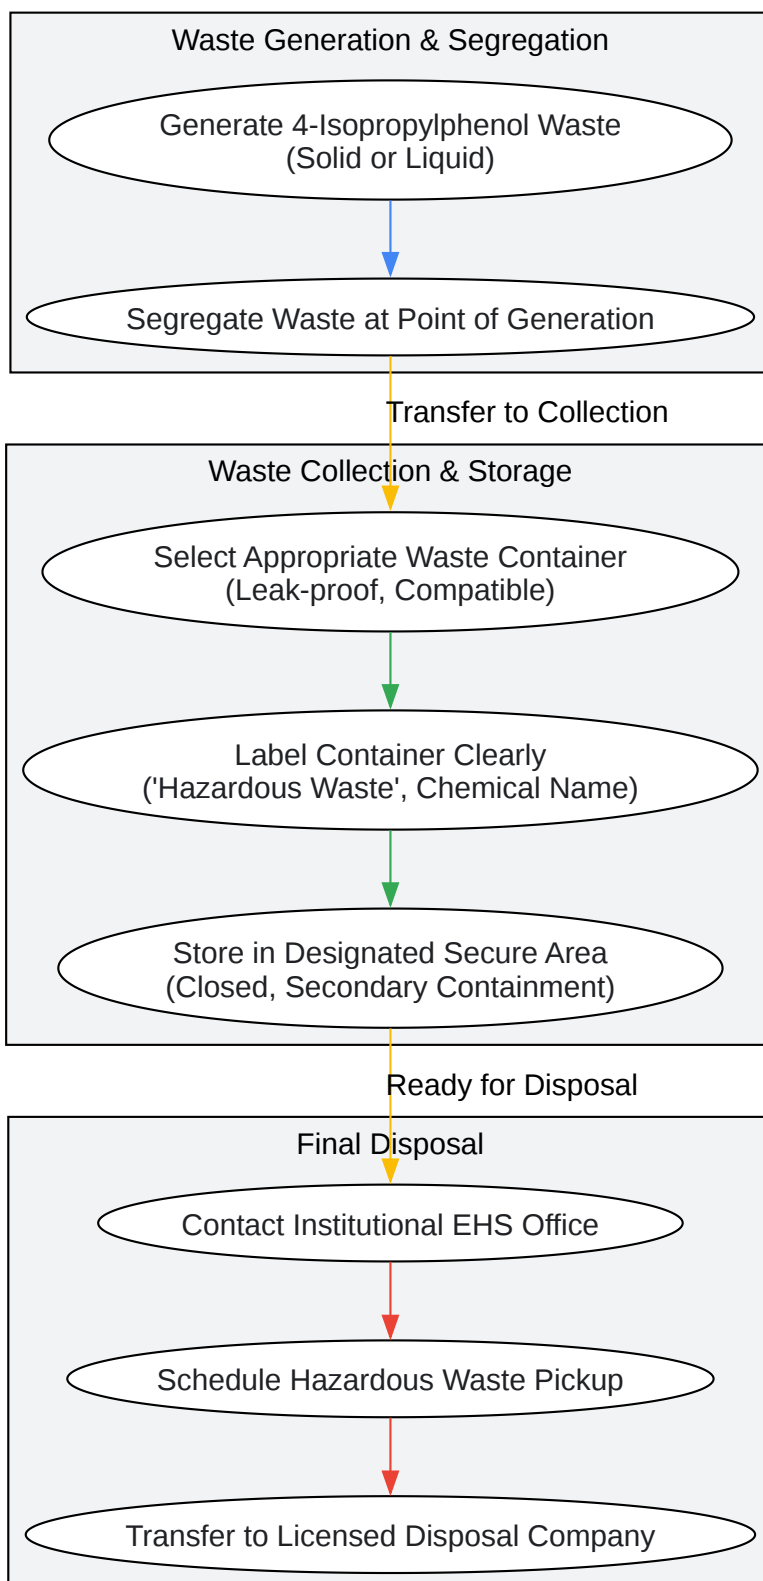 Waste Generation & Segregation
Generate 4-Isopropylphenol Waste
(Solid or Liquid)
Segregate Waste at Point of Generation
Transfer to Collection
Waste Collection & Storage
Select Appropriate Waste Container
(Leak-proof, Compatible)
Label Container Clearly
('Hazardous Waste', Chemical Name)
Store in Designated Secure Area
(Closed, Secondary Containment)
Ready for Disposal
Final Disposal
Contact Institutional EHS Office
Schedule Hazardous Waste Pickup
Transfer to Licensed Disposal Company